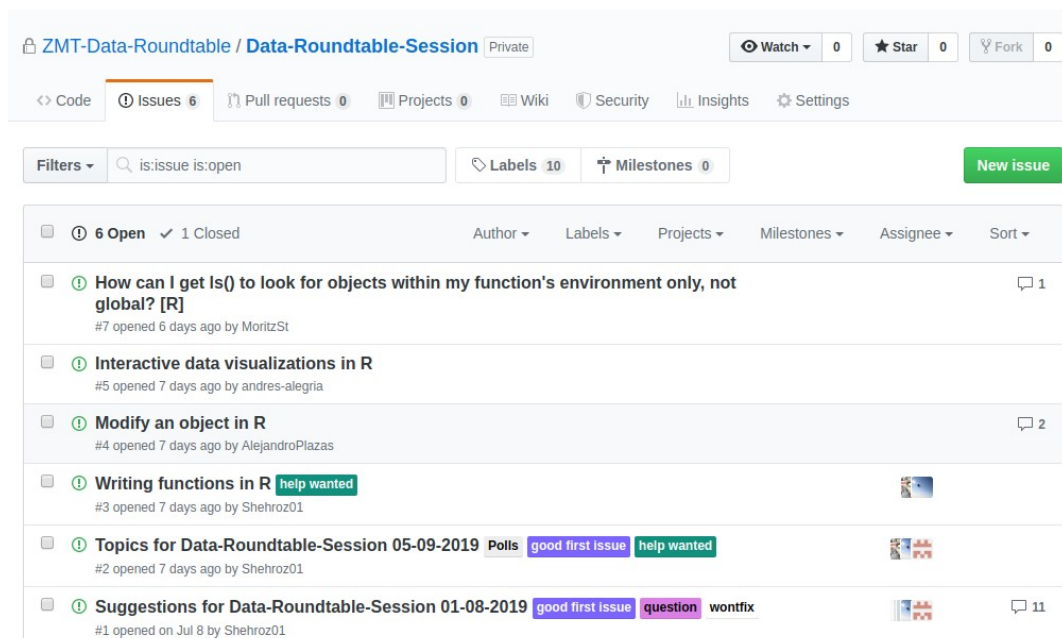 ZMT-Data-Roundtable / Data-Roundtable-Session Private Watch 0 Star 0 Fork 0
<> Code Issues 6 Pull requests 0 Projects 0 Wiki Security Insights Settings
Filters is:issue is:open Labels 10 Milestones 0 New issue
6 Open 1 Closed Author Labels Projects Milestones Assignee Sort
How can I get ls() to look for objects within my function's environment only, not 1
global? [R]
#7 opened 6 days ago by MoritzSt
Interactive data visualizations in R
#5 opened 7 days ago by andres-alegria
Modify an object in R 2
#4 opened 7 days ago by AlejandroPlazas
Writing functions in R help wanted
#3 opened 7 days ago by Shehroz01
Topics for Data-Roundtable-Session 05-09-2019 Polls good first issue help wanted
#2 opened 7 days ago by Shehroz01
Suggestions for Data-Roundtable-Session 01-08-2019 good first issue question wontfix 11
#1 opened on Jul 8 by Shehroz01